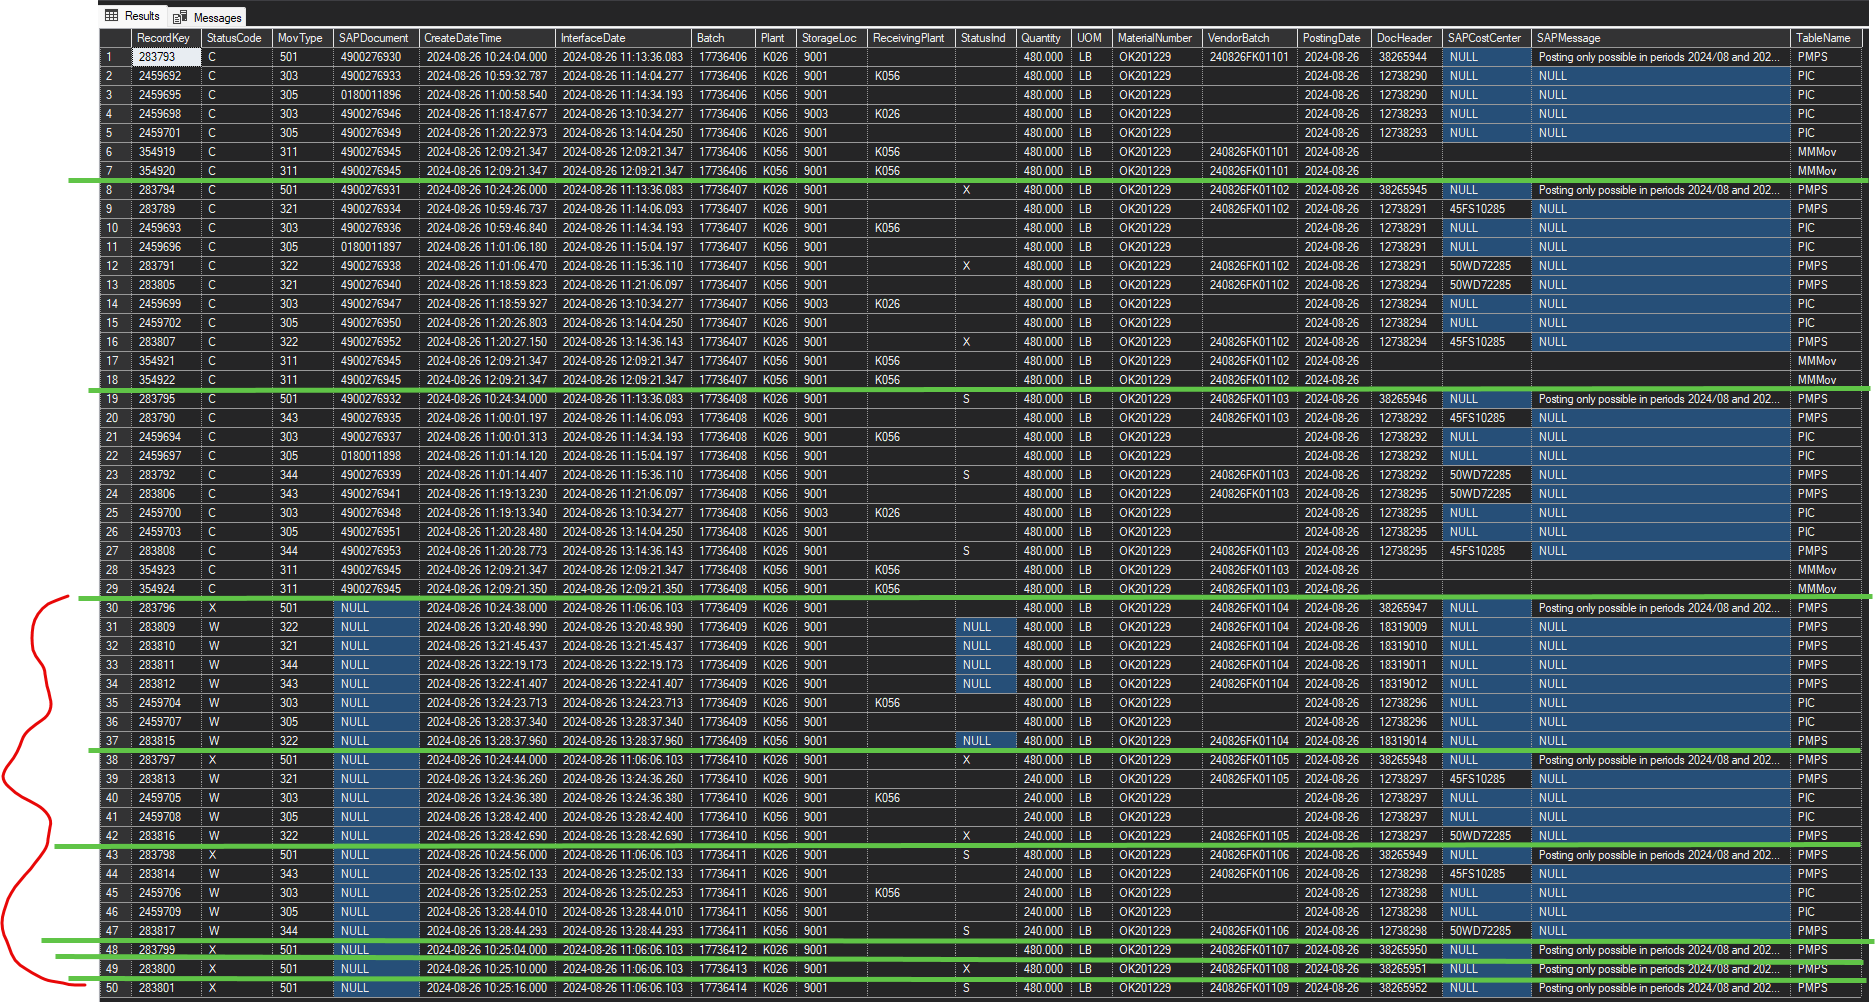 Results Messages
RecordKey StatusCode MovType SAPDocument CreateDateTime InterfaceDate Batch Plant StorageLoc ReceivingPlant StatusInd Quantity UOM MaterialNumber VendorBatch PostingDate DocHeader SAPCostCenter SAPMessage TableName
1 283793 C 501 4900276930 2024-08-26 10:24:04.000 2024-08-26 11:13:36.083 17736406 K026 9001 480.000 LB OK201229 240826FK01101 2024-08-26 38265944 NULL Posting only possible in periods 2024/08 and 202... PMPS
2 2459692 C 303 4900276933 2024-08-26 10:59:32.787 2024-08-26 11:14:04.277 17736406 K026 9001 K056 480.000 LB OK201229 2024-08-26 12738290 NULL NULL PIC
3 2459695 C 305 0180011896 2024-08-26 11:00:58.540 2024-08-26 11:14:34.193 17736406 K056 9001 480.000 LB OK201229 2024-08-26 12738290 NULL NULL PIC
4 2459698 C 303 4900276946 2024-08-26 11:18:47.677 2024-08-26 13:10:34.277 17736406 K056 9003 K026 480.000 LB OK201229 2024-08-26 12738293 NULL NULL PIC
5 2459701 C 305 4900276949 2024-08-26 11:20:22.973 2024-08-26 13:14:04.250 17736406 K026 9001 480.000 LB OK201229 2024-08-26 12738293 NULL NULL PIC
6 354919 C 311 4900276945 2024-08-26 12:09:21.347 2024-08-26 12:09:21.347 17736406 K056 9001 K056 480.000 LB OK201229 240826FK01101 2024-08-26 MMMov
7 354920 C 311 4900276945 2024-08-26 12:09:21.347 2024-08-26 12:09:21.347 17736406 K056 9001 K056 480.000 LB OK201229 240826FK01101 2024-08-26 MMMov
8 283794 C 501 4900276931 2024-08-26 10:24:26.000 2024-08-26 11:13:36.083 17736407 K026 9001 X 480.000 LB OK201229 240826FK01102 2024-08-26 38265945 NULL Posting only possible in periods 2024/08 and 202... PMPS
9 283789 C 321 4900276934 2024-08-26 10:59:46.737 2024-08-26 11:14:06.093 17736407 K026 9001 480.000 LB OK201229 240826FK01102 2024-08-26 12738291 45FS10285 NULL PMPS
10 2459693 C 303 4900276936 2024-08-26 10:59:46.840 2024-08-26 11:14:34.193 17736407 K026 9001 K056 480.000 LB OK201229 2024-08-26 12738291 NULL NULL PIC
11 2459696 C 305 0180011897 2024-08-26 11:01:06.180 2024-08-26 11:15:04.197 17736407 K056 9001 480.000 LB OK201229 2024-08-26 12738291 NULL NULL PIC
12 283791 C 322 4900276938 2024-08-26 11:01:06.470 2024-08-26 11:15:36.110 17736407 K056 9001 X 480.000 LB OK201229 240826FK01102 2024-08-26 12738291 50WD72285 NULL PMPS
13 283805 C 321 4900276940 2024-08-26 11:18:59.823 2024-08-26 11:21:06.097 17736407 K056 9001 480.000 LB OK201229 240826FK01102 2024-08-26 12738294 50WD72285 NULL PMPS
14 2459699 C 303 4900276947 2024-08-26 11:18:59.927 2024-08-26 13:10:34.277 17736407 K056 9003 K026 480.000 LB OK201229 2024-08-26 12738294 NULL NULL PIC
15 2459702 C 305 4900276950 2024-08-26 11:20:26.803 2024-08-26 13:14:04.250 17736407 K026 9001 480.000 LB OK201229 2024-08-26 12738294 NULL NULL PIC
16 283807 C 322 4900276952 2024-08-26 11:20:27.150 2024-08-26 13:14:36.143 17736407 K026 9001 X 480.000 LB OK201229 240826FK01102 2024-08-26 12738294 45FS10285 NULL PMPS
17 354921 C 311 4900276945 2024-08-26 12:09:21.347 2024-08-26 12:09:21.347 17736407 K056 9001 K056 480.000 LB OK201229 240826FK01102 2024-08-26 MMMov
18 354922 C 311 4900276945 2024-08-26 12:09:21.347 2024-08-26 12:09:21.347 17736407 K056 9001 K056 480.000 LB OK201229 240826FK01102 2024-08-26 MMMov
19 283795 C 501 4900276932 2024-08-26 10:24:34.000 2024-08-26 11:13:36.083 17736408 K026 9001 S 480.000 LB OK201229 240826FK01103 2024-08-26 38265946 NULL Posting only possible in periods 2024/08 and 202... PMPS
20 283790 C 343 4900276935 2024-08-26 11:00:01.197 2024-08-26 11:14:06.093 17736408 K026 9001 480.000 LB OK201229 240826FK01103 2024-08-26 12738292 45FS10285 NULL PMPS
21 2459694 C 303 4900276937 2024-08-26 11:00:01.313 2024-08-26 11:14:34.193 17736408 K026 9001 K056 480.000 LB OK201229 2024-08-26 12738292 NULL NULL PIC
22 2459697 C 305 0180011898 2024-08-26 11:01:14.120 2024-08-26 11:15:04.197 17736408 K056 9001 480.000 LB OK201229 2024-08-26 12738292 NULL NULL PIC
23 283792 C 344 4900276939 2024-08-26 11:01:14.407 2024-08-26 11:15:36.110 17736408 K056 9001 S 480.000 LB OK201229 240826FK01103 2024-08-26 12738292 50WD72285 NULL PMPS
24 283806 C 343 4900276941 2024-08-26 11:19:13.230 2024-08-26 11:21:06.097 17736408 K056 9001 480.000 LB OK201229 240826FK01103 2024-08-26 12738295 50WD72285 NULL PMPS
25 2459700 C 303 4900276948 2024-08-26 11:19:13.340 2024-08-26 13:10:34.277 17736408 K056 9003 K026 480.000 LB OK201229 2024-08-26 12738295 NULL NULL PIC
26 2459703 C 305 4900276951 2024-08-26 11:20:28.480 2024-08-26 13:14:04.250 17736408 K026 9001 480.000 LB OK201229 2024-08-26 12738295 NULL NULL PIC
27 283808 C 344 4900276953 2024-08-26 11:20:28.773 2024-08-26 13:14:36.143 17736408 K026 9001 S 480.000 LB OK201229 240826FK01103 2024-08-26 12738295 45FS10285 NULL PMPS
28 354923 C 311 4900276945 2024-08-26 12:09:21.347 2024-08-26 12:09:21.347 17736408 K056 9001 K056 480.000 LB OK201229 240826FK01103 2024-08-26 MMMov
29 354924 C 311 4900276945 2024-08-26 12:09:21.350 2024-08-26 12:09:21.350 17736408 K056 9001 K056 480.000 LB OK201229 240826FK01103 2024-08-26 MMMov
30 283796 X 501 NULL 2024-08-26 10:24:38.000 2024-08-26 11:06:06.103 17736409 K026 9001 480.000 LB OK201229 240826FK01104 2024-08-26 38265947 NULL Posting only possible in periods 2024/08 and 202... PMPS
31 283809 W 322 NULL 2024-08-26 13:20:48.990 2024-08-26 13:20:48.990 17736409 K026 9001 NULL 480.000 LB OK201229 240826FK01104 2024-08-26 18319009 NULL NULL PMPS
32 283810 W 321 NULL 2024-08-26 13:21:45.437 2024-08-26 13:21:45.437 17736409 K026 9001 NULL 480.000 LB OK201229 240826FK01104 2024-08-26 18319010 NULL NULL PMPS
33 283811 W 344 NULL 2024-08-26 13:22:19.173 2024-08-26 13:22:19.173 17736409 K026 9001 NULL 480.000 LB OK201229 240826FK01104 2024-08-26 18319011 NULL NULL PMPS
34 283812 W 343 NULL 2024-08-26 13:22:41.407 2024-08-26 13:22:41.407 17736409 K026 9001 NULL 480.000 LB OK201229 240826FK01104 2024-08-26 18319012 NULL NULL PMPS
35 2459704 W 303 NULL 2024-08-26 13:24:23.713 2024-08-26 13:24:23.713 17736409 K026 9001 K056 480.000 LB OK201229 2024-08-26 12738296 NULL NULL PIC
36 2459707 W 305 NULL 2024-08-26 13:28:37.340 2024-08-26 13:28:37.340 17736409 K056 9001 480.000 LB OK201229 2024-08-26 12738296 NULL NULL PIC
37 283815 W 322 NULL 2024-08-26 13:28:37.960 2024-08-26 13:28:37.960 17736409 K056 9001 NULL 480.000 LB OK201229 240826FK01104 2024-08-26 18319014 NULL NULL PMPS
38 283797 X 501 NULL 2024-08-26 10:24:44.000 2024-08-26 11:06:06.103 17736410 K026 9001 X 480.000 LB OK201229 240826FK01105 2024-08-26 38265948 NULL Posting only possible in periods 2024/08 and 202... PMPS
39 283813 W 321 NULL 2024-08-26 13:24:36.260 2024-08-26 13:24:36.260 17736410 K026 9001 240.000 LB OK201229 240826FK01105 2024-08-26 12738297 45FS10285 NULL PMPS
40 2459705 W 303 NULL 2024-08-26 13:24:36.380 2024-08-26 13:24:36.380 17736410 K026 9001 K056 240.000 LB OK201229 2024-08-26 12738297 NULL NULL PIC
41 2459708 W 305 NULL 2024-08-26 13:28:42.400 2024-08-26 13:28:42.400 17736410 K056 9001 240.000 LB OK201229 2024-08-26 12738297 NULL NULL PIC
42 283816 W 322 NULL 2024-08-26 13:28:42.690 2024-08-26 13:28:42.690 17736410 K056 9001 X 240.000 LB OK201229 240826FK01105 2024-08-26 12738297 50WD72285 NULL PMPS
43 283798 X 501 NULL 2024-08-26 10:24:56.000 2024-08-26 11:06:06.103 17736411 K026 9001 S 480.000 LB OK201229 240826FK01106 2024-08-26 38265949 NULL Posting only possible in periods 2024/08 and 202... PMPS
44 283814 W 343 NULL 2024-08-26 13:25:02.133 2024-08-26 13:25:02.133 17736411 K026 9001 240.000 LB OK201229 240826FK01106 2024-08-26 12738298 45FS10285 NULL PMPS
45 2459706 W 303 NULL 2024-08-26 13:25:02.253 2024-08-26 13:25:02.253 17736411 K026 9001 K056 240.000 LB OK201229 2024-08-26 12738298 NULL NULL PIC
46 2459709 W 305 NULL 2024-08-26 13:28:44.010 2024-08-26 13:28:44.010 17736411 K056 9001 240.000 LB OK201229 2024-08-26 12738298 NULL NULL PIC
47 283817 W 344 NULL 2024-08-26 13:28:44.293 2024-08-26 13:28:44.293 17736411 K056 9001 S 240.000 LB OK201229 240826FK01106 2024-08-26 12738298 50WD72285 NULL PMPS
48 283799 X 501 NULL 2024-08-26 10:25:04.000 2024-08-26 11:06:06.103 17736412 K026 9001 480.000 LB OK201229 240826FK01107 2024-08-26 38265950 NULL Posting only possible in periods 2024/08 and 202... PMPS
49 283800 X 501 NULL 2024-08-26 10:25:10.000 2024-08-26 11:06:06.103 17736413 K026 9001 X 480.000 LB OK201229 240826FK01108 2024-08-26 38265951 NULL Posting only possible in periods 2024/08 and 202... PMPS
50 283801 X 501 NULL 2024-08-26 10:25:16.000 2024-08-26 11:06:06.103 17736414 K026 9001 S 480.000 LB OK201229 240826FK01109 2024-08-26 38265952 NULL Posting only possible in periods 2024/08 and 202... PMPS